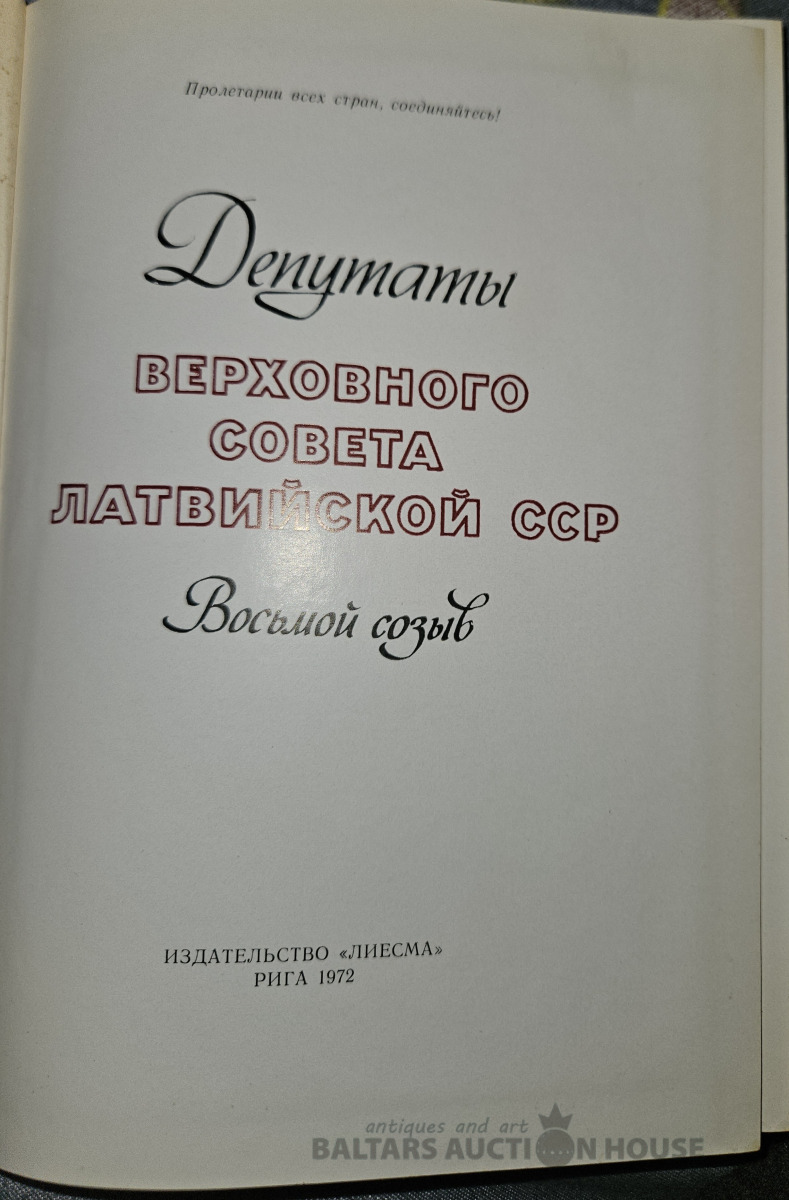 Пролетарии всех стран, соединяйтесь!
Депутаты
ВЕРХОВНОГО
СОВЕТА
ЛАТВИЙСКОЙ ССР
Восьмой созыв
ИЗДАТЕЛЬСТВО «ЛИЕСМА»
РИГА 1972
antiques and art
BALTARS AUCTION HOUSE